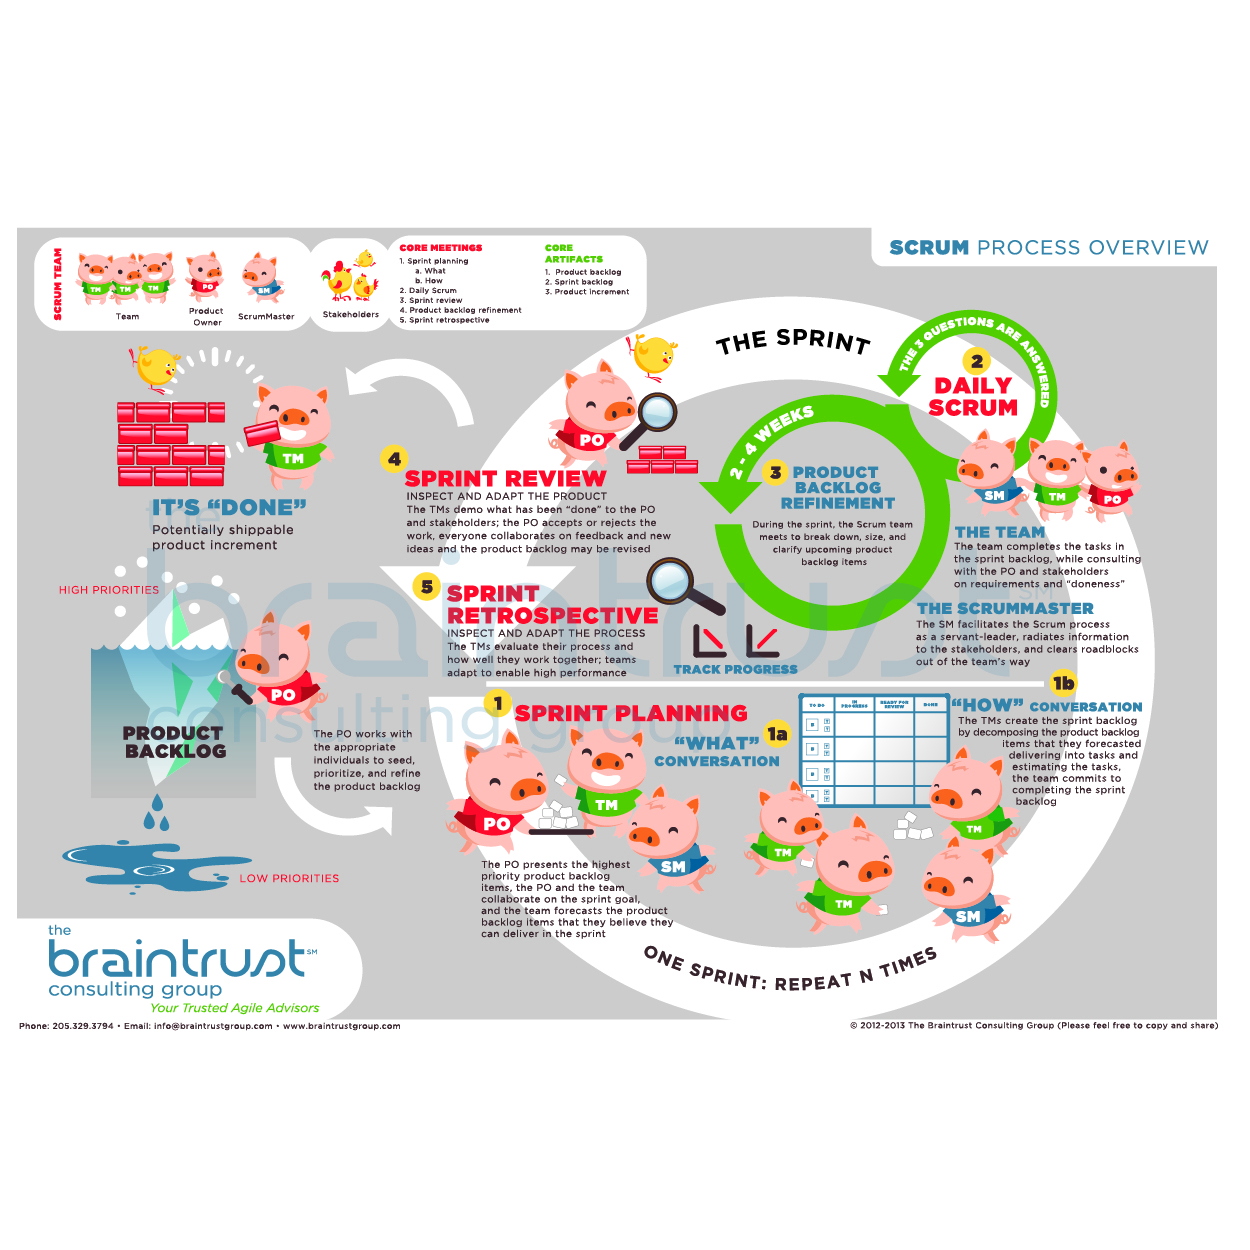 SCRUM PROCESS OVERVIEW
SCRUM TEAM
TM
TM
TM
Team
PO
Product
Owner
SM
ScrumMaster
Stakeholders
CORE MEETINGS
1. Sprint planning
a. What
b. How
2. Daily Scrum
3. Sprint review
4. Product backlog refinement
5. Sprint retrospective
CORE
ARTIFACTS
1. Product backlog
2. Sprint backlog
3. Product increment
THE SPRINT
THE 3 QUESTIONS ARE ANSWERED
2
DAILY
SCRUM
SM
TM
PO
2 - 4 WEEKS
3
PRODUCT
BACKLOG
REFINEMENT
During the sprint, the Scrum team
meets to break down, size, and
clarify upcoming product
backlog items
THE TEAM
The team completes the tasks in
the sprint backlog, while consulting
with the PO and stakeholders
on requirements and “doneness”
THE SCRUMMASTER
The SM facilitates the Scrum process
as a servant-leader, radiates information
to the stakeholders, and clears roadblocks
out of the team’s way
PO
4
SPRINT REVIEW
INSPECT AND ADAPT THE PRODUCT
The TMs demo what has been “done” to the PO
and stakeholders; the PO accepts or rejects the
work, everyone collaborates on feedback and new
ideas and the product backlog may be revised
5
SPRINT
RETROSPECTIVE
INSPECT AND ADAPT THE PROCESS
The TMs evaluate their process and
how well they work together; teams
adapt to enable high performance
TRACK PROGRESS
TM
IT’S “DONE”
Potentially shippable
product increment
HIGH PRIORITIES
PO
PRODUCT
BACKLOG
The PO works with
the appropriate
individuals to seed,
prioritize, and refine
the product backlog
LOW PRIORITIES
the
braintrust SM
consulting group
1
SPRINT PLANNING
“WHAT”
CONVERSATION
1a
PO
TM
SM
The PO presents the highest
priority product backlog
items, the PO and the team
collaborate on the sprint goal,
and the team forecasts the product
backlog items that they believe they
can deliver in the sprint
TO DO
IN
PROGRESS
READY FOR
REVIEW
DONE
1b
“HOW” CONVERSATION
The TMs create the sprint backlog
by decomposing the product backlog
items that they forecasted
delivering into tasks and
estimating the tasks,
the team commits to
completing the sprint
backlog
TM
TM
TM
SM
ONE SPRINT: REPEAT N TIMES
the
braintrust SM
consulting group
Your Trusted Agile Advisors
Phone: 205.329.3794 • Email: info@braintrustgroup.com • www.braintrustgroup.com
© 2012-2013 The Braintrust Consulting Group (Please feel free to copy and share)